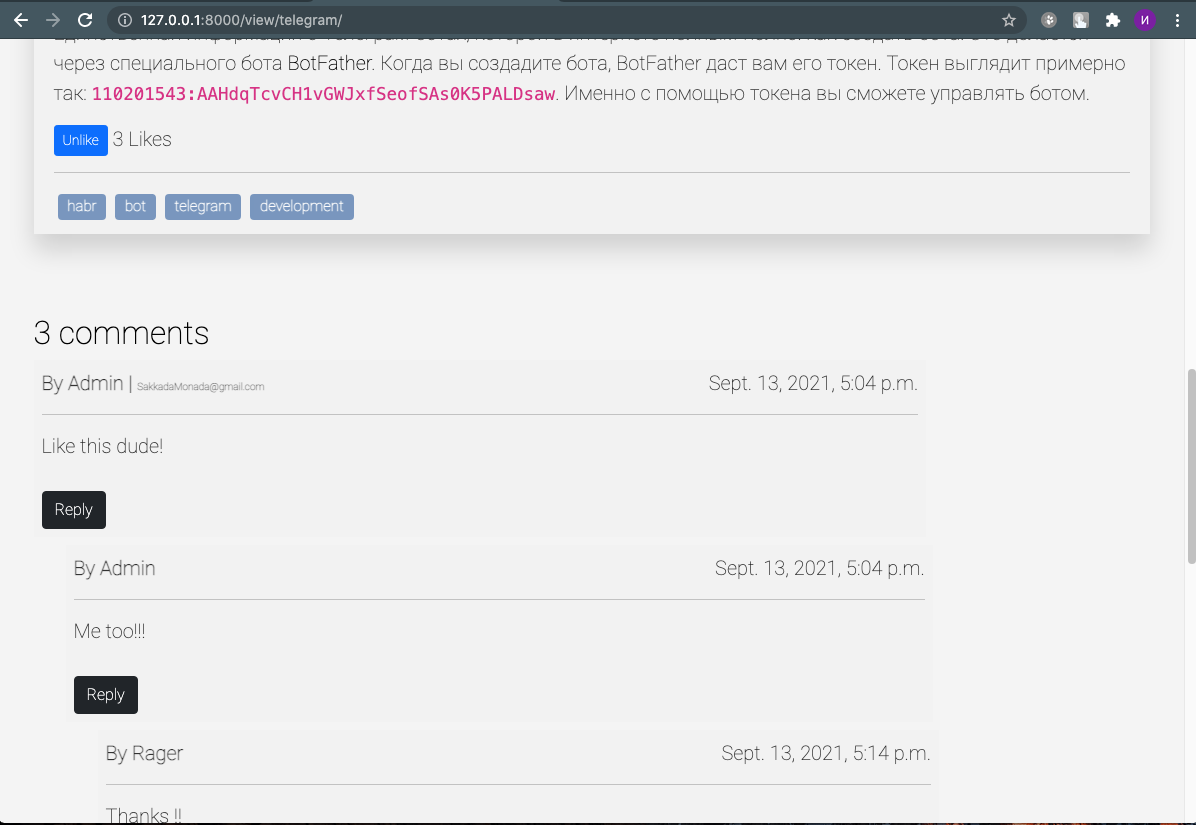 127.0.0.1:8000/view/telegram/
И
через специального бота BotFather. Когда вы создадите бота, BotFather даст вам его токен. Токен выглядит примерно
так: 110201543:AAHdqTcvCH1vGWJxfSeofSAs0K5PALDsaw. Именно с помощью токена вы сможете управлять ботом.
Unlike 3 Likes
habr bot telegram development
3 comments
By Admin | SakkadaMonada@gmail.com Sept. 13, 2021, 5:04 p.m.
Like this dude!
Reply
By Admin Sept. 13, 2021, 5:04 p.m.
Me too!!!
Reply
By Rager Sept. 13, 2021, 5:14 p.m.
Thanks !!